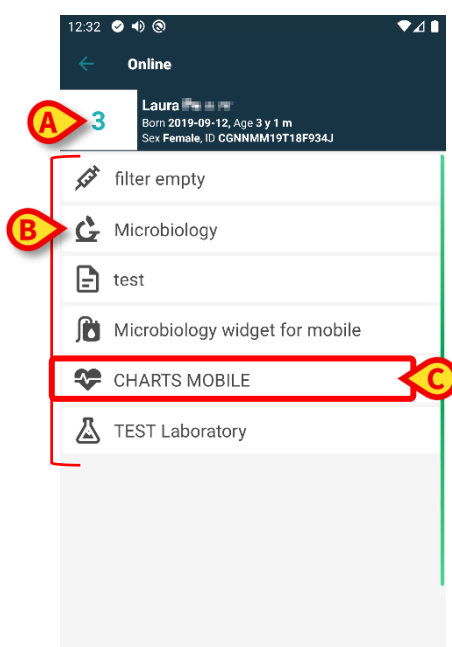 12:32
Online
A
3
Laura
Born 2019-09-12, Age 3 y 1 m
Sex Female, ID CGNNMM19T18F934J
filter empty
B
Microbiology
test
Microbiology widget for mobile
CHARTS MOBILE
C
TEST Laboratory